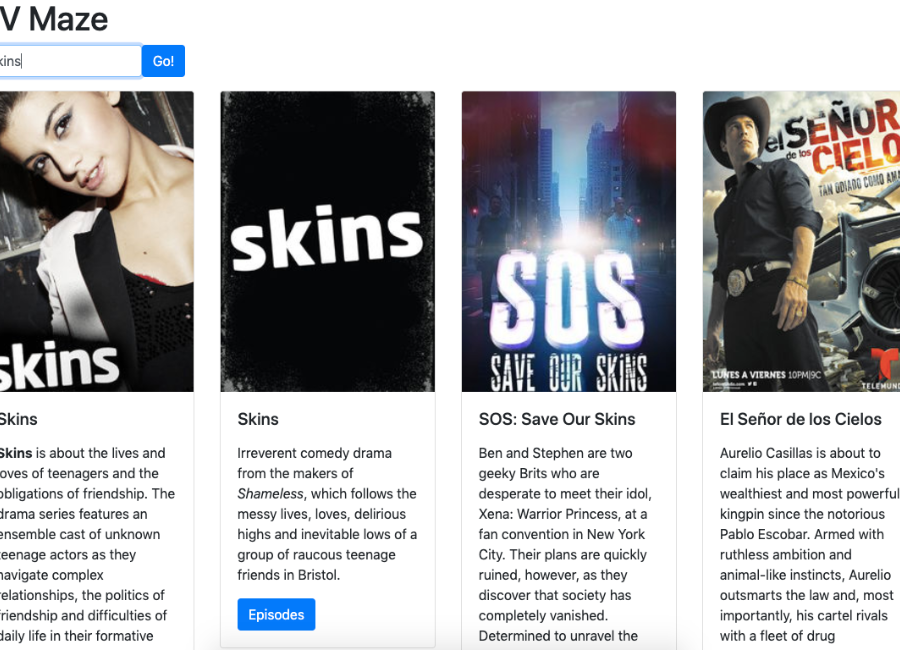 V Maze
kins
Go!
skins
skins
SOS
SAVE OUR SKINS
el SEÑOR
de los CIELO
TAN ODIADO COMO AMA
LUNES A VIERNES 10PM|9C
TELEMUND
Skins
Skins is about the lives and
loves of teenagers and the
obligations of friendship. The
drama series features an
ensemble cast of unknown
teenage actors as they
navigate complex
relationships, the politics of
friendship and difficulties of
daily life in their formative
Skins
Irreverent comedy drama
from the makers of
Shameless, which follows the
messy lives, loves, delirious
highs and inevitable lows of a
group of raucous teenage
friends in Bristol.
Episodes
SOS: Save Our Skins
Ben and Stephen are two
geeky Brits who are
desperate to meet their idol,
Xena: Warrior Princess, at a
fan convention in New York
City. Their plans are quickly
ruined, however, as they
discover that society has
completely vanished.
Determined to unravel the
El Señor de los Cielos
Aurelio Casillas is about to
claim his place as Mexico's
wealthiest and most powerful
kingpin since the notorious
Pablo Escobar. Armed with
ruthless ambition and
animal-like instincts, Aurelio
outsmarts the law and, most
importantly, his cartel rivals
with a fleet of drug